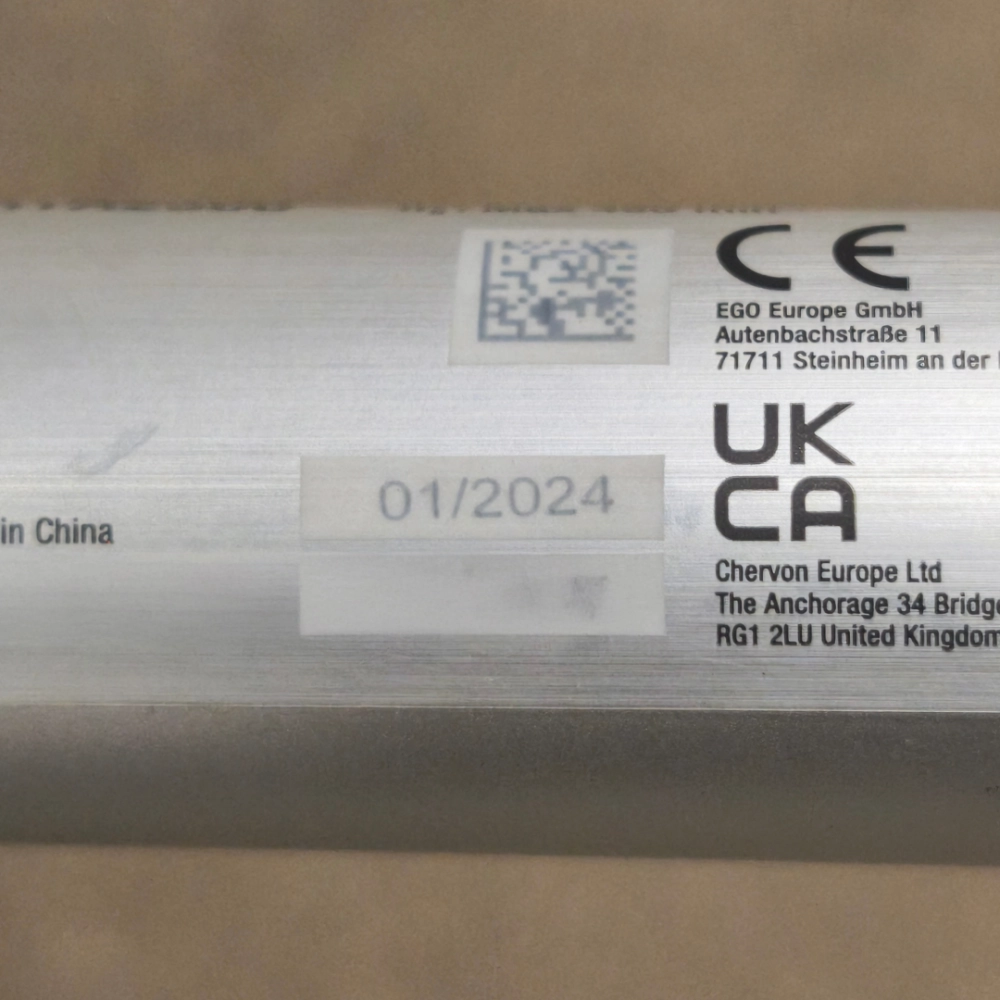 CE
EGO Europe GmbH
Autenbachstraße 11
71711 Steinheim an der
in China
01/2024
UK
CA
Chervon Europe Ltd
The Anchorage 34 Bridge
RG1 2LU United Kingdom